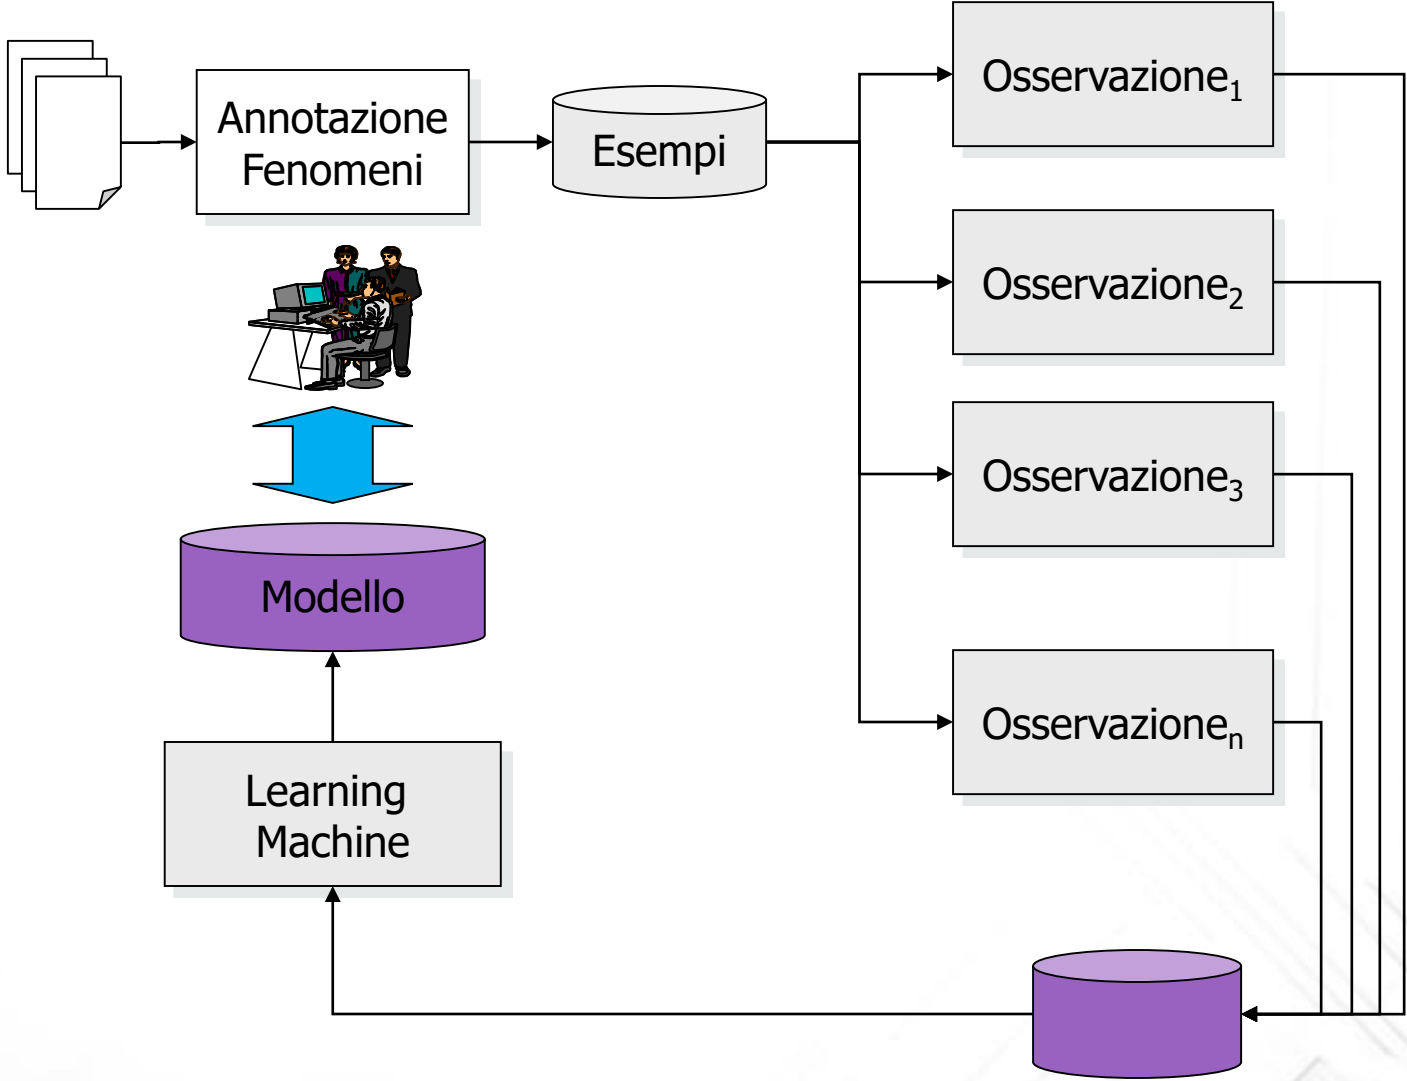 Annotazione
Fenomeni
Esempi
Osservazione1
Osservazione2
Osservazione3
Osservazionen
Modello
Learning
Machine